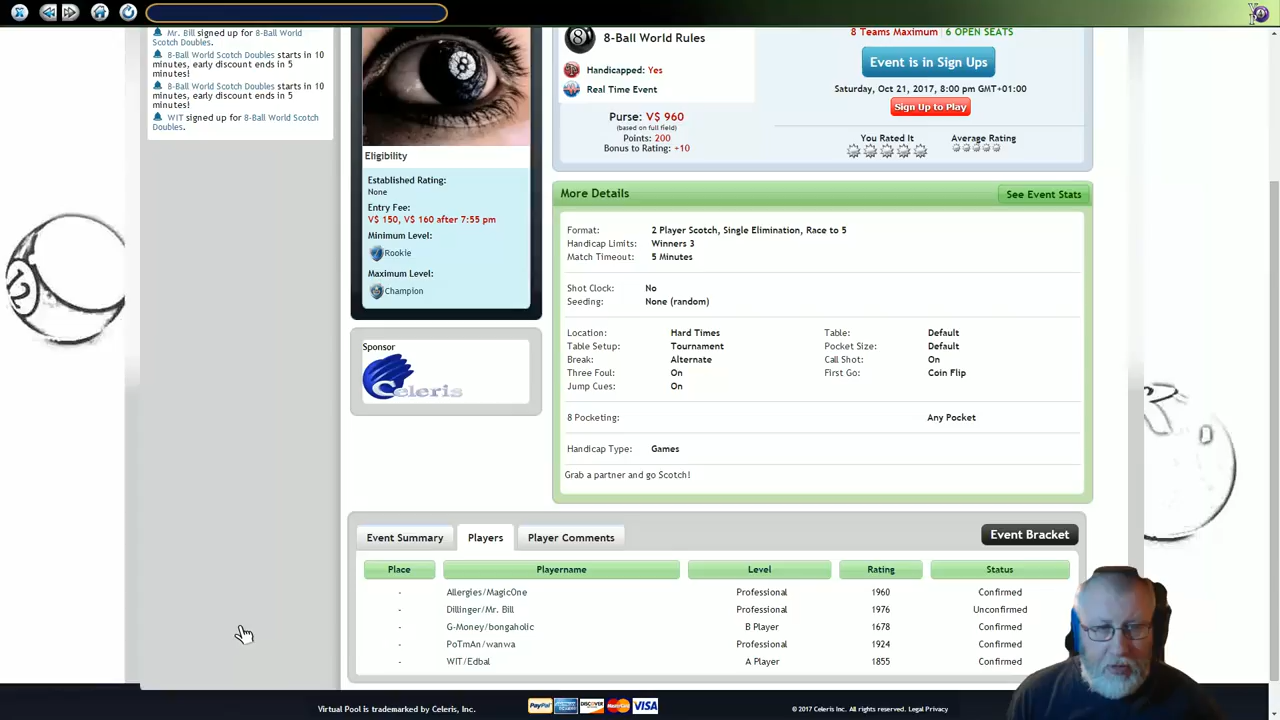 Mr. Bill signed up for 8-Ball World
Scotch Doubles.
8-Ball World Scotch Doubles starts in 10
minutes, early discount ends in 5
minutes!
8-Ball World Scotch Doubles starts in 10
minutes, early discount ends in 5
minutes!
WIT signed up for 8-Ball World Scotch
Doubles.
Eligibility
Established Rating:
None
Entry Fee:
V$ 150, V$ 160 after 7:55 pm
Minimum Level:
Rookie
Maximum Level:
Champion
Sponsor
Celeris
8
8-Ball World Rules
Handicapped: Yes
Real Time Event
Purse: V$ 960
(based on full field)
Points: 200
Bonus to Rating: +10
8 Teams Maximum | 6 OPEN SEATS
Event is in Sign Ups
Saturday, Oct 21, 2017, 8:00 pm GMT+01:00
Sign Up to Play
You Rated It Average Rating
More Details See Event Stats
Format: 2 Player Scotch, Single Elimination, Race to 5
Handicap Limits: Winners 3
Match Timeout: 5 Minutes
Shot Clock: No
Seeding: None (random)
Location: Hard Times Table: Default
Table Setup: Tournament Pocket Size: Default
Break: Alternate Call Shot: On
Three Foul: On First Go: Coin Flip
Jump Cues: On
8 Pocketing: Any Pocket
Handicap Type: Games
Grab a partner and go Scotch!
Event Summary Players Player Comments Event Bracket
Place Playername Level Rating Status
- Allergies/MagicOne Professional 1960 Confirmed
- Dillinger/Mr. Bill Professional 1976 Unconfirmed
- G-Money/bongaholic B Player 1678 Confirmed
- PoTmAn/wanwa Professional 1924 Confirmed
- WIT/Edbal A Player 1855 Confirmed
Virtual Pool is trademarked by Celeris, Inc. PayPal DISCOVER MasterCard VISA © 2017 Celeris Inc. All rights reserved. Legal Privacy